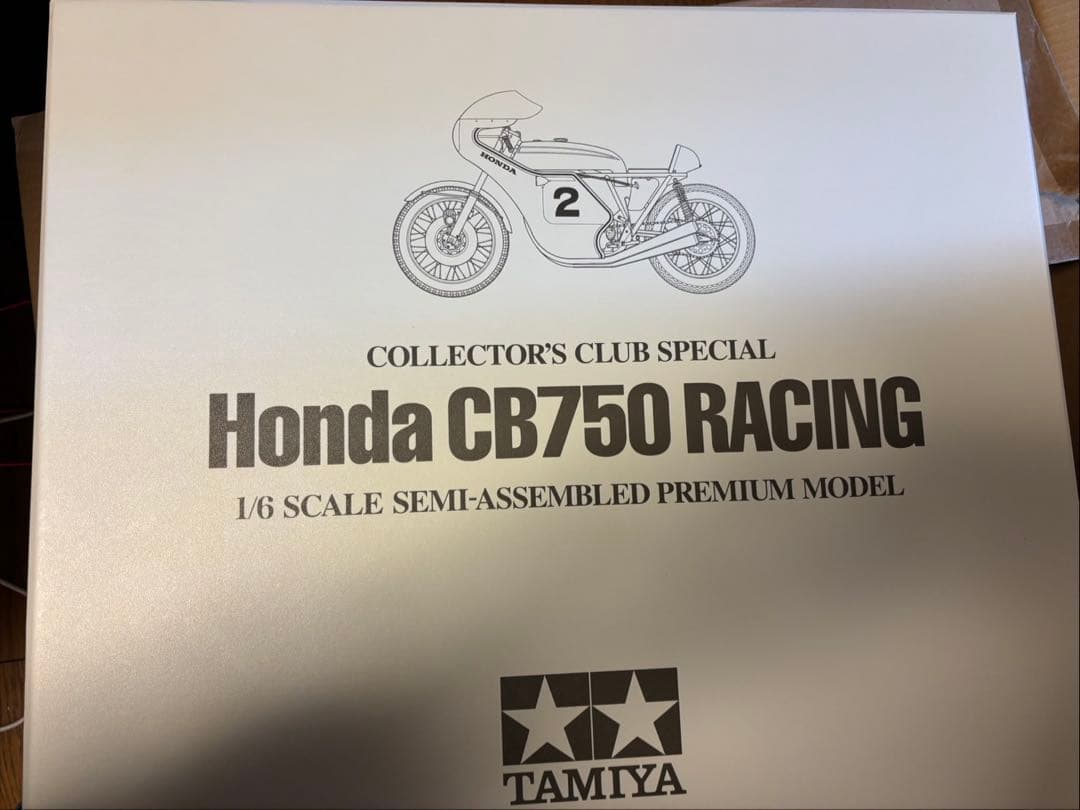 HONDA
2
COLLECTOR'S CLUB SPECIAL
Honda CB750 RACING
1/6 SCALE SEMI-ASSEMBLED PREMIUM MODEL
TAMIYA